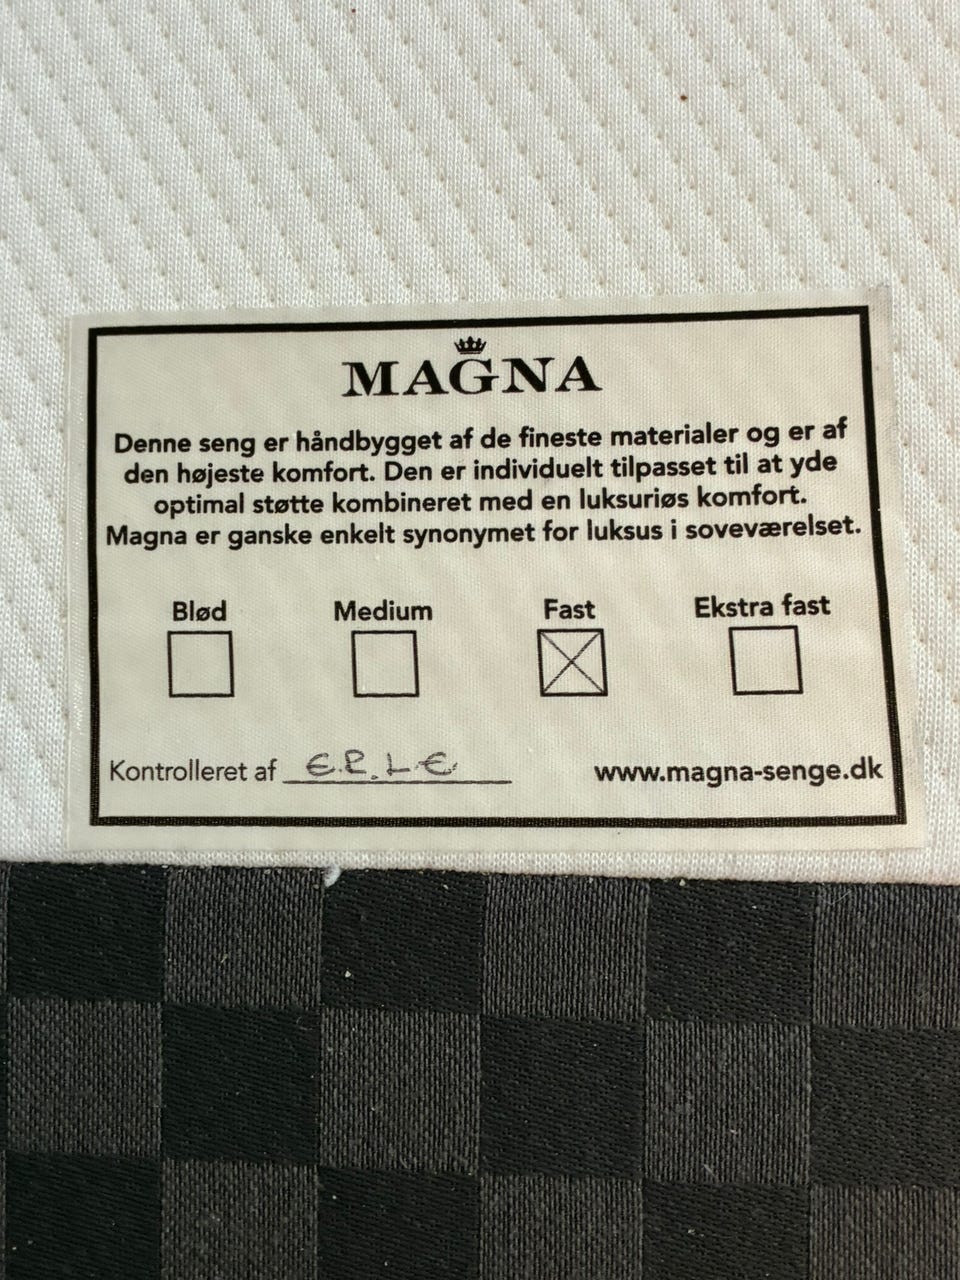 MAGNA
Denne seng er håndbygget af de fineste materialer og er af
den højeste komfort. Den er individuelt tilpasset til at yde
optimal støtte kombineret med en luksuriøs komfort.
Magna er ganske enkelt synonymet for luksus i soveværelset.
Blød Medium Fast Ekstra fast
Kontrolleret af E.R.L.E www.magna-senge.dk